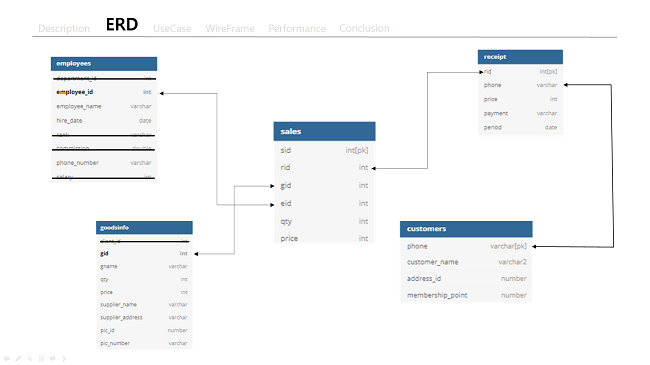 Description ERD UseCase WireFrame Performance Conclusion
employees
department_id int
employee_id int
employee_name varchar
hire_date date
rank varchar
commission double
phone_number varchar
salary int
goodsinfo
int
gid int
gname varchar
qty int
price int
supplier_name varchar
supplier_address varchar
pic_id number
pic_number varchar
sales
sid int[pk]
rid int
gid int
eid int
qty int
price int
receipt
rid int[pk]
phone varchar
price int
payment varchar
period date
customers
phone varchar[pk]
customer_name varchar2
address_id number
membership_point number